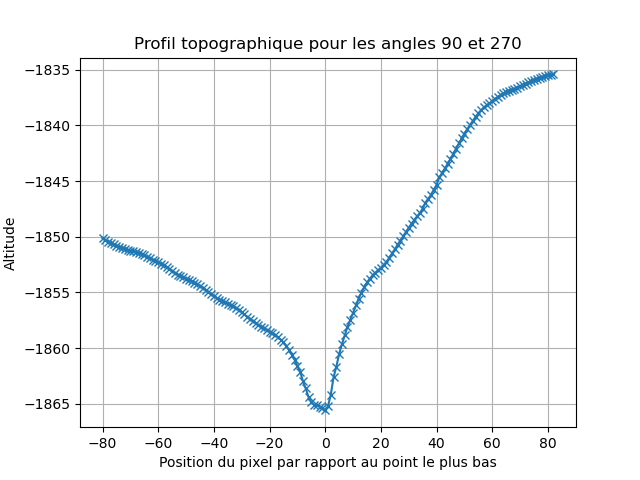 Profil topographique pour les angles 90 et 270
−1835
−1840
−1845
−1850
−1855
−1860
−1865
Altitude
−80 −60 −40 −20 0 20 40 60 80
Position du pixel par rapport au point le plus bas